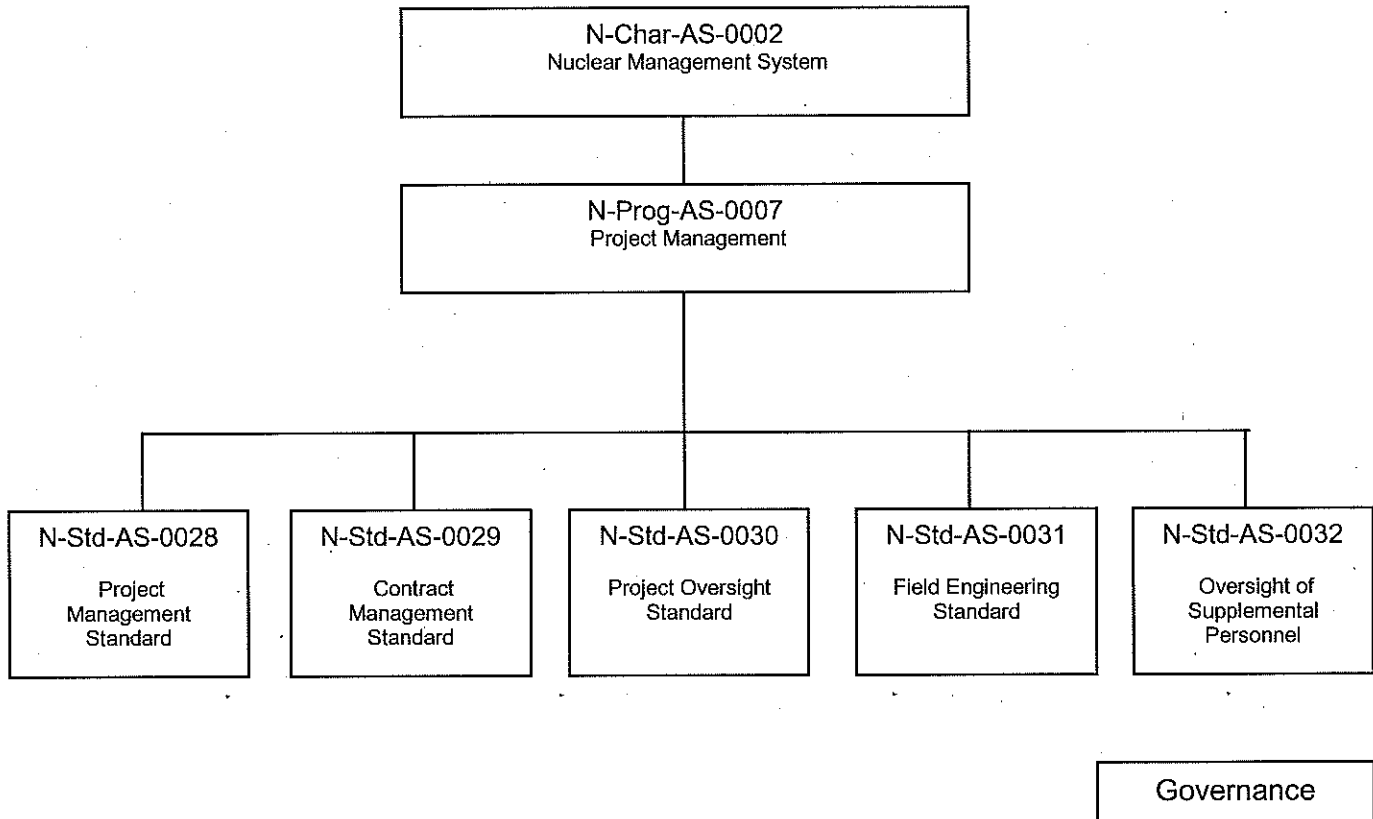 N-Char-AS-0002
Nuclear Management System
N-Prog-AS-0007
Project Management
N-Std-AS-0028
Project
Management
Standard
N-Std-AS-0029
Contract
Management
Standard
N-Std-AS-0030
Project Oversight
Standard
N-Std-AS-0031
Field Engineering
Standard
N-Std-AS-0032
Oversight of
Supplemental
Personnel
Governance